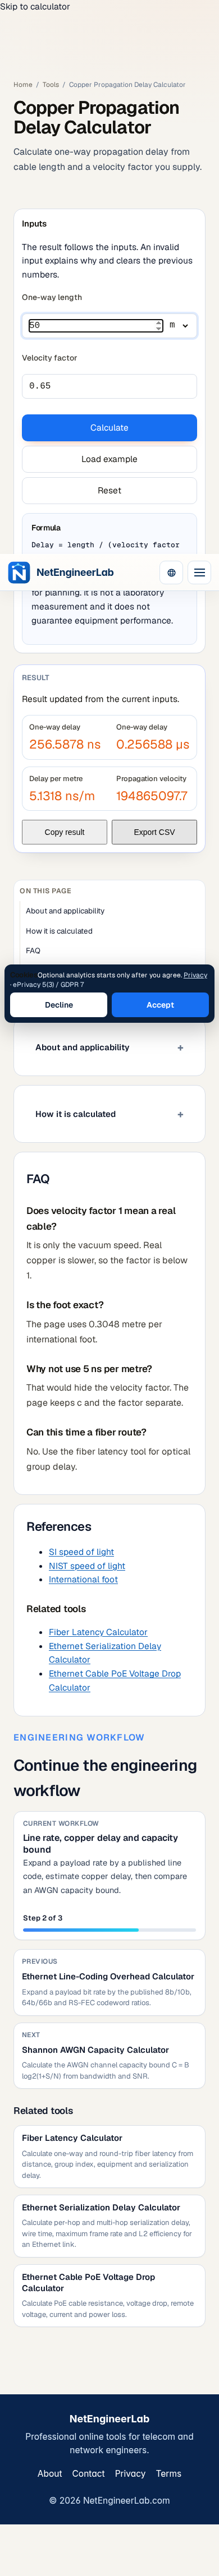 Skip to calculator
Home / Tools / Copper Propagation Delay Calculator
Copper Propagation
Delay Calculator
Calculate one-way propagation delay from
cable length and a velocity factor you supply.
Inputs
The result follows the inputs. An invalid
input explains why and clears the previous
numbers.
One-way length
50 m
Velocity factor
0.65
Calculate
Load example
Reset
Formula
Delay = length / (velocity factor
NetEngineerLab
for planning. It is not a laboratory
measurement and it does not
guarantee equipment performance.
RESULT
Result updated from the current inputs.
One-way delay
256.5878 ns
One-way delay
0.256588 µs
Delay per metre
5.1318 ns/m
Propagation velocity
194865097.7
Copy result
Export CSV
ON THIS PAGE
About and applicability
How it is calculated
FAQ
Optional analytics starts only after you agree. Privacy
· ePrivacy 5(3) / GDPR 7
Decline
Accept
About and applicability +
How it is calculated +
FAQ
Does velocity factor 1 mean a real
cable?
It is only the vacuum speed. Real
copper is slower, so the factor is below
1.
Is the foot exact?
The page uses 0.3048 metre per
international foot.
Why not use 5 ns per metre?
That would hide the velocity factor. The
page keeps c and the factor separate.
Can this time a fiber route?
No. Use the fiber latency tool for optical
group delay.
References
• SI speed of light
• NIST speed of light
• International foot
Related tools
• Fiber Latency Calculator
• Ethernet Serialization Delay
Calculator
• Ethernet Cable PoE Voltage Drop
Calculator
ENGINEERING WORKFLOW
Continue the engineering
workflow
CURRENT WORKFLOW
Line rate, copper delay and capacity
bound
Expand a payload rate by a published line
code, estimate copper delay, then compare
an AWGN capacity bound.
Step 2 of 3
PREVIOUS
Ethernet Line-Coding Overhead Calculator
Expand a payload bit rate by the published 8b/10b,
64b/66b and RS-FEC codeword ratios.
NEXT
Shannon AWGN Capacity Calculator
Calculate the AWGN channel capacity bound C = B
log2(1+S/N) from bandwidth and SNR.
Related tools
Fiber Latency Calculator
Calculate one-way and round-trip fiber latency from
distance, group index, equipment and serialization
delay.
Ethernet Serialization Delay Calculator
Calculate per-hop and multi-hop serialization delay,
wire time, maximum frame rate and L2 efficiency for
an Ethernet link.
Ethernet Cable PoE Voltage Drop
Calculator
Calculate PoE cable resistance, voltage drop, remote
voltage, current and power loss.
NetEngineerLab
Professional online tools for telecom and
network engineers.
About Contact Privacy Terms
© 2026 NetEngineerLab.com